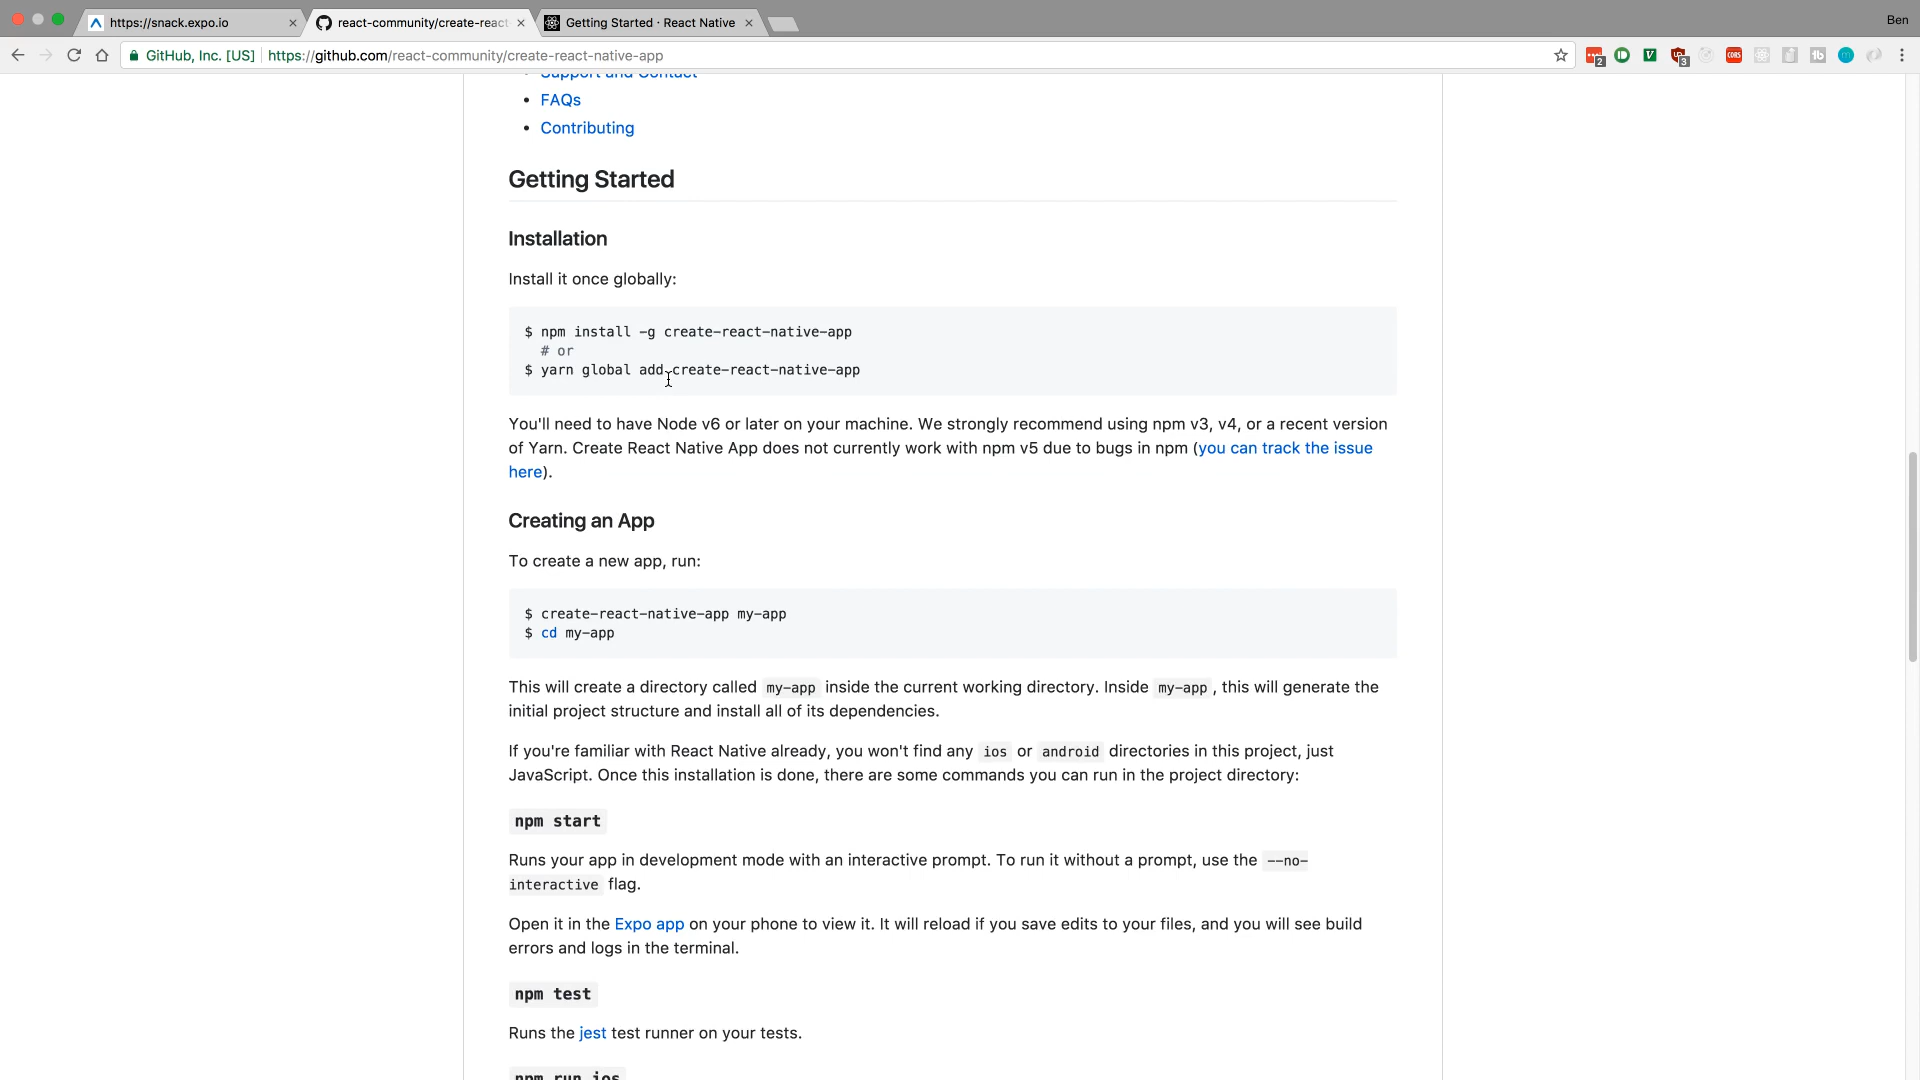 https://snack.expo.io
react-community/create-react-
Getting Started · React Native
Ben
GitHub, Inc. [US]
https://github.com/react-community/create-react-native-app
2
3
CORS
Support and Contact
FAQs
Contributing
Getting Started
Installation
Install it once globally:
$ npm install -g create-react-native-app
# or
$ yarn global add create-react-native-app
You'll need to have Node v6 or later on your machine. We strongly recommend using npm v3, v4, or a recent version
of Yarn. Create React Native App does not currently work with npm v5 due to bugs in npm (you can track the issue
here).
Creating an App
To create a new app, run:
$ create-react-native-app my-app
$ cd my-app
This will create a directory called my-app inside the current working directory. Inside my-app , this will generate the
initial project structure and install all of its dependencies.
If you're familiar with React Native already, you won't find any ios or android directories in this project, just
JavaScript. Once this installation is done, there are some commands you can run in the project directory:
npm start
Runs your app in development mode with an interactive prompt. To run it without a prompt, use the --no-
interactive flag.
Open it in the Expo app on your phone to view it. It will reload if you save edits to your files, and you will see build
errors and logs in the terminal.
npm test
Runs the jest test runner on your tests.
npm run ios